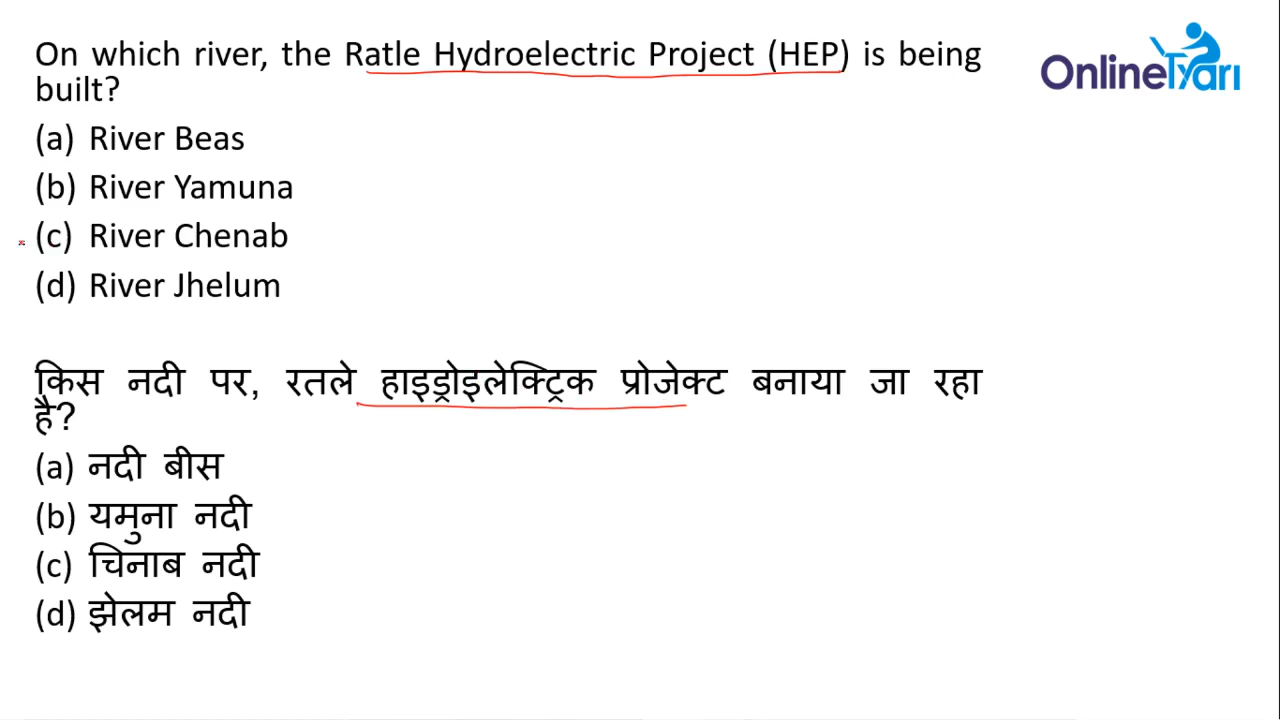 On which river, the Ratle Hydroelectric Project (HEP) is being
built?
(a) River Beas
(b) River Yamuna
(c) River Chenab
(d) River Jhelum
किस नदी पर, रतले हाइड्रोइलेक्ट्रिक प्रोजेक्ट बनाया जा रहा
है?
(a) नदी बीस
(b) यमुना नदी
(c) चिनाब नदी
(d) झेलम नदी
OnlineTyari